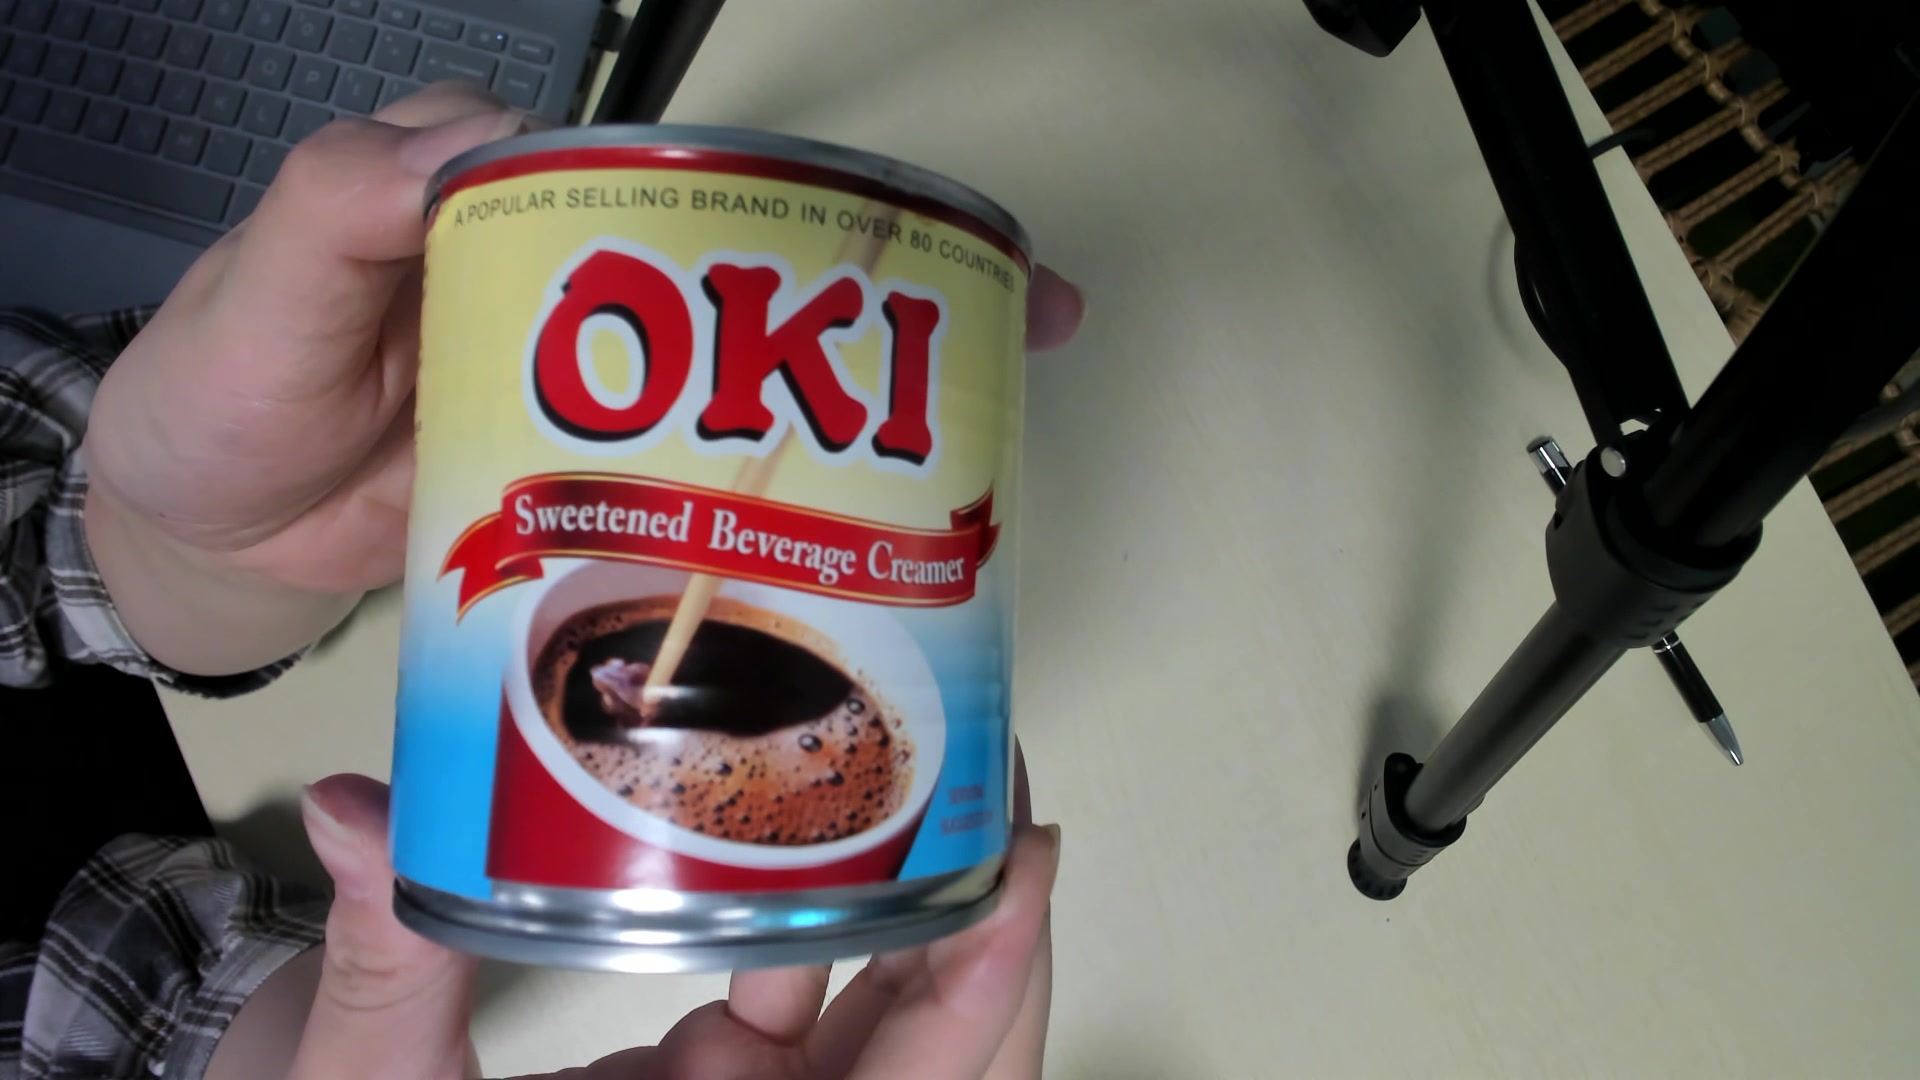 A POPULAR SELLING BRAND IN OVER 80 COUNTRIES
OKI
Sweetened Beverage Creamer